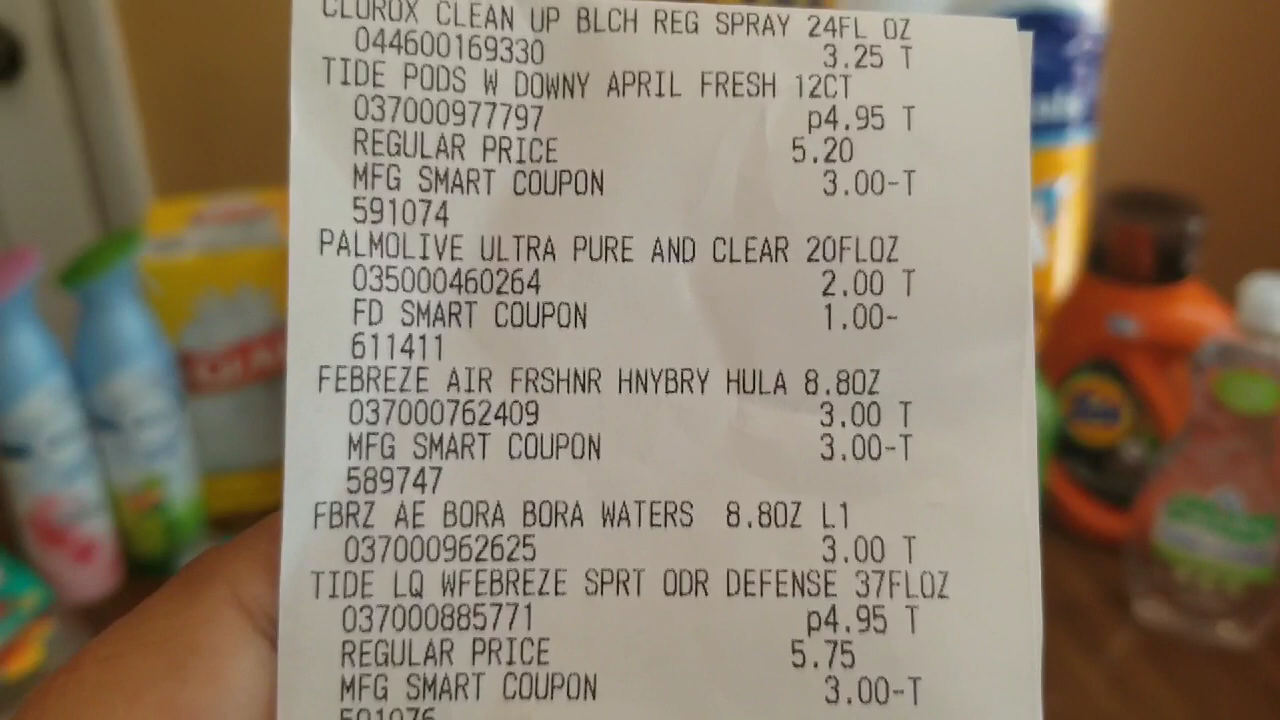 CLOROX CLEAN UP BLCH REG SPRAY 24FL OZ
044600169330 3.25 T
TIDE PODS W DOWNY APRIL FRESH 12CT
037000977797 p4.95 T
REGULAR PRICE 5.20
MFG SMART COUPON 3.00-T
591074
PALMOLIVE ULTRA PURE AND CLEAR 20FLOZ
035000460264 2.00 T
FD SMART COUPON 1.00-
611411
FEBREZE AIR FRSHNR HNYBRY HULA 8.8OZ
037000762409 3.00 T
MFG SMART COUPON 3.00-T
589747
FBRZ AE BORA BORA WATERS 8.8OZ L1
037000962625 3.00 T
TIDE LQ WFEBREZE SPRT ODR DEFENSE 37FLOZ
037000885771 p4.95 T
REGULAR PRICE 5.75
MFG SMART COUPON 3.00-T
591076